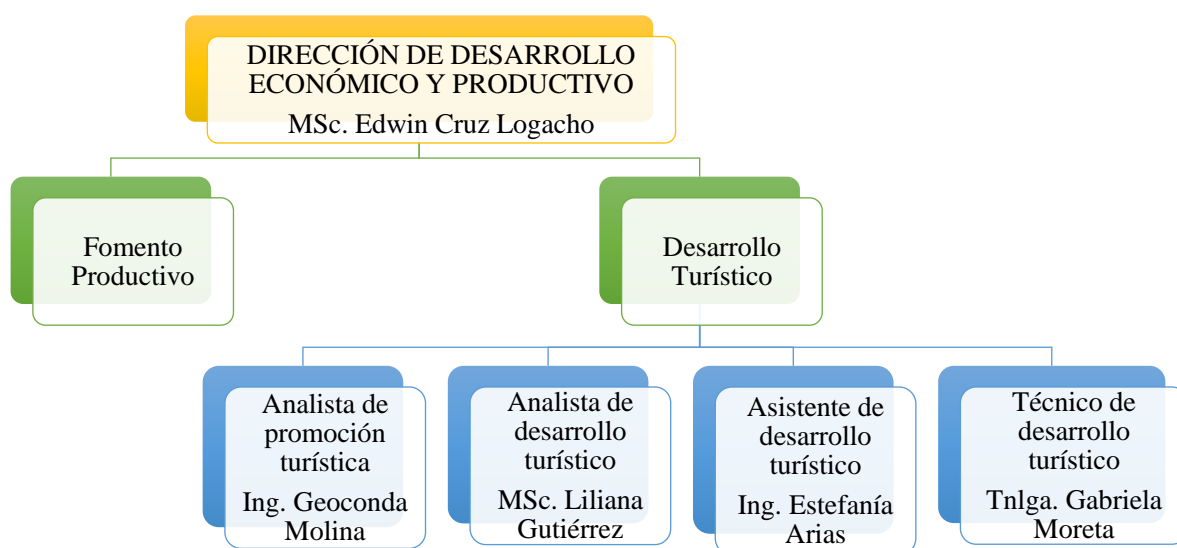 DIRECCIÓN DE DESARROLLO
ECONÓMICO Y PRODUCTIVO
MSc. Edwin Cruz Logacho
Fomento
Productivo
Desarrollo
Turístico
Analista de
promoción
turística
Ing. Geoconda
Molina
Analista de
desarrollo
turístico
MSc. Liliana
Gutiérrez
Asistente de
desarrollo
turístico
Ing. Estefanía
Arias
Técnico de
desarrollo
turístico
Tnlga. Gabriela
Moreta